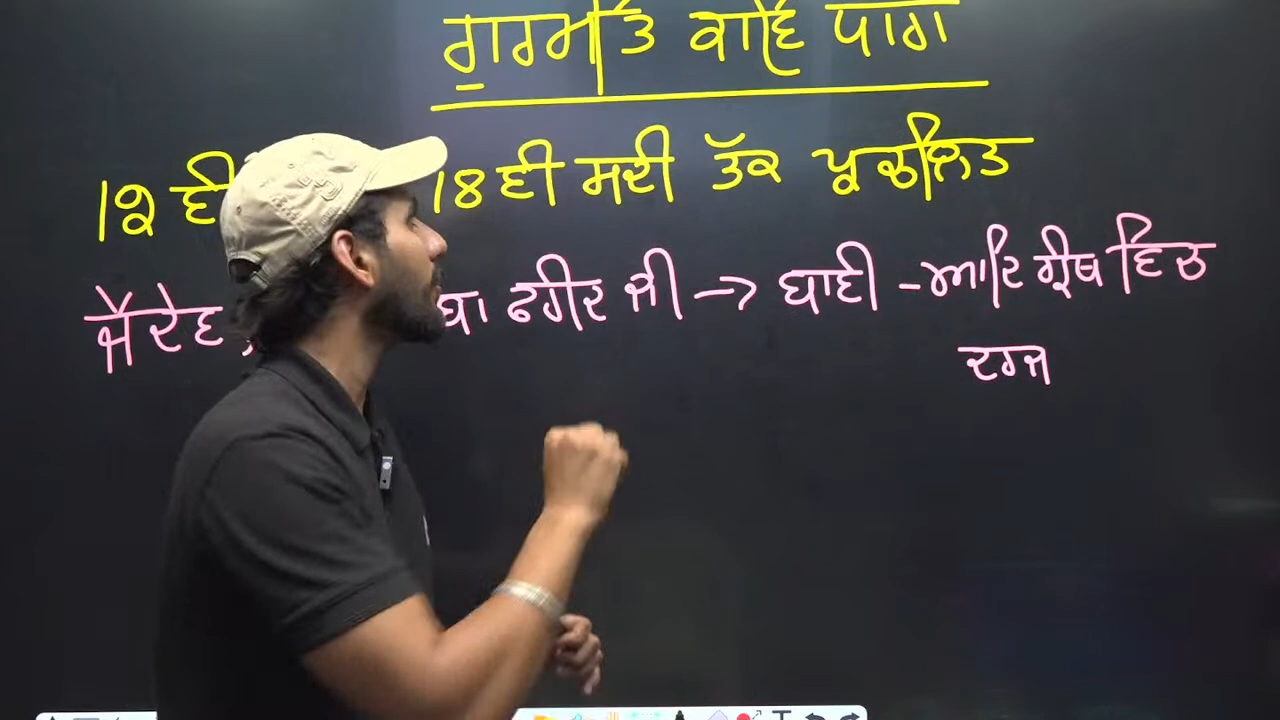 ਗੁਰਮਤਿ ਕਾਵਿ ਧਾਰਾ
12 ਵੀ 18 ਵੀ ਸਦੀ ਤੱਕ ਪ੍ਰਚਲਿਤ
ਜੈਦੇਵ, ਬਾ ਫਰੀਦ ਜੀ → ਬਾਣੀ - ਆਦਿ ਗ੍ਰੰਥ ਵਿਚ
ਦਰਜ